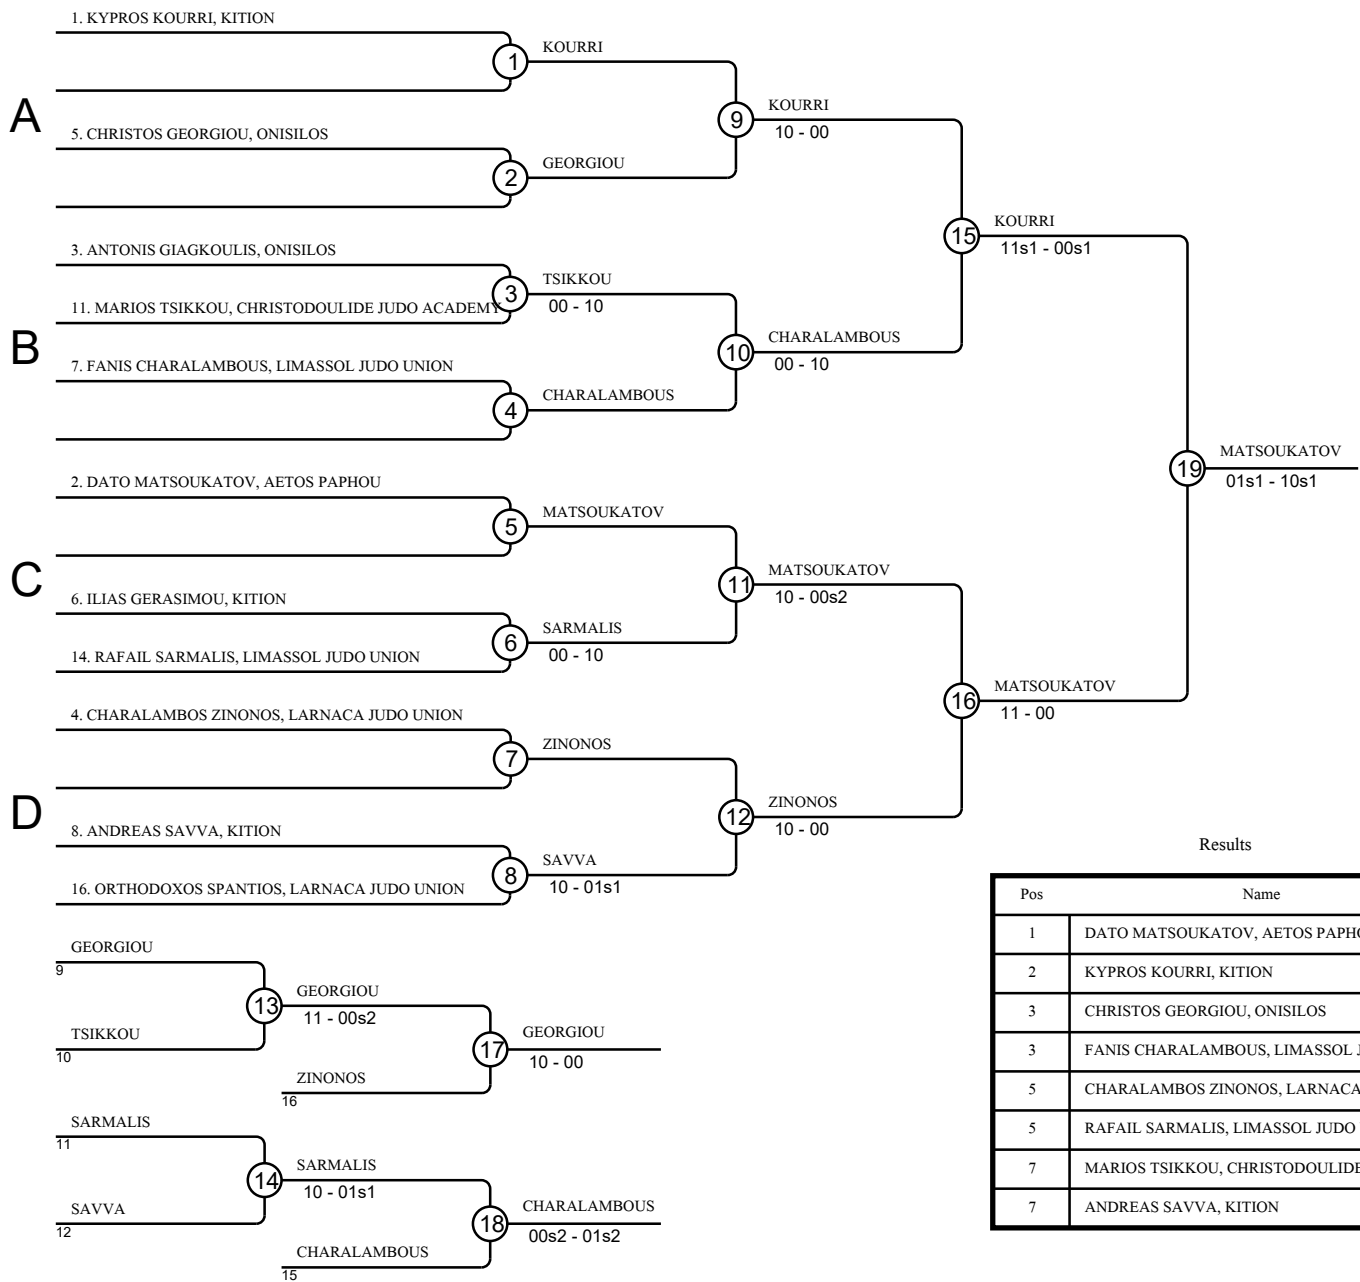 1. KYPROS KOURRI, KITION
1
KOURRI
A
9
KOURRI
10 - 00
5. CHRISTOS GEORGIOU, ONISILOS
2
GEORGIOU
15
KOURRI
11s1 - 00s1
3. ANTONIS GIAGKOULIS, ONISILOS
3
TSIKKOU
00 - 10
11. MARIOS TSIKKOU, CHRISTODOULIDE JUDO ACADEMY
B
10
CHARALAMBOUS
00 - 10
7. FANIS CHARALAMBOUS, LIMASSOL JUDO UNION
4
CHARALAMBOUS
19
MATSOUKATOV
01s1 - 10s1
2. DATO MATSOUKATOV, AETOS PAPHOU
5
MATSOUKATOV
C
11
MATSOUKATOV
10 - 00s2
6. ILIAS GERASIMOU, KITION
6
SARMALIS
00 - 10
14. RAFAIL SARMALIS, LIMASSOL JUDO UNION
16
MATSOUKATOV
11 - 00
4. CHARALAMBOS ZINONOS, LARNACA JUDO UNION
7
ZINONOS
D
12
ZINONOS
10 - 00
8. ANDREAS SAVVA, KITION
8
SAVVA
10 - 01s1
16. ORTHODOXOS SPANTIOS, LARNACA JUDO UNION
GEORGIOU
9
13
GEORGIOU
11 - 00s2
TSIKKOU
10
17
GEORGIOU
10 - 00
ZINONOS
16
SARMALIS
11
14
SARMALIS
10 - 01s1
SAVVA
12
18
CHARALAMBOUS
00s2 - 01s2
CHARALAMBOUS
15
Results
Pos Name
1 DATO MATSOUKATOV, AETOS PAPHO
2 KYPROS KOURRI, KITION
3 CHRISTOS GEORGIOU, ONISILOS
3 FANIS CHARALAMBOUS, LIMASSOL J
5 CHARALAMBOS ZINONOS, LARNACA
5 RAFAIL SARMALIS, LIMASSOL JUDO
7 MARIOS TSIKKOU, CHRISTODOULIDE
7 ANDREAS SAVVA, KITION